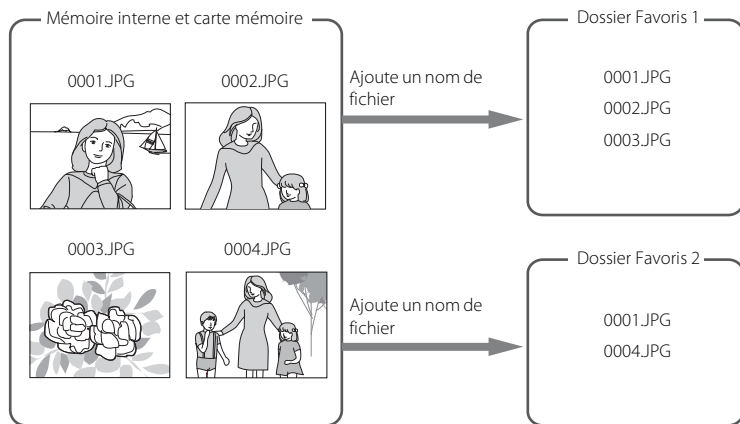 Mémoire interne et carte mémoire
0001.JPG
0002.JPG
0003.JPG
0004.JPG
Ajoute un nom de
fichier
Dossier Favoris 1
0001.JPG
0002.JPG
0003.JPG
Ajoute un nom de
fichier
Dossier Favoris 2
0001.JPG
0004.JPG